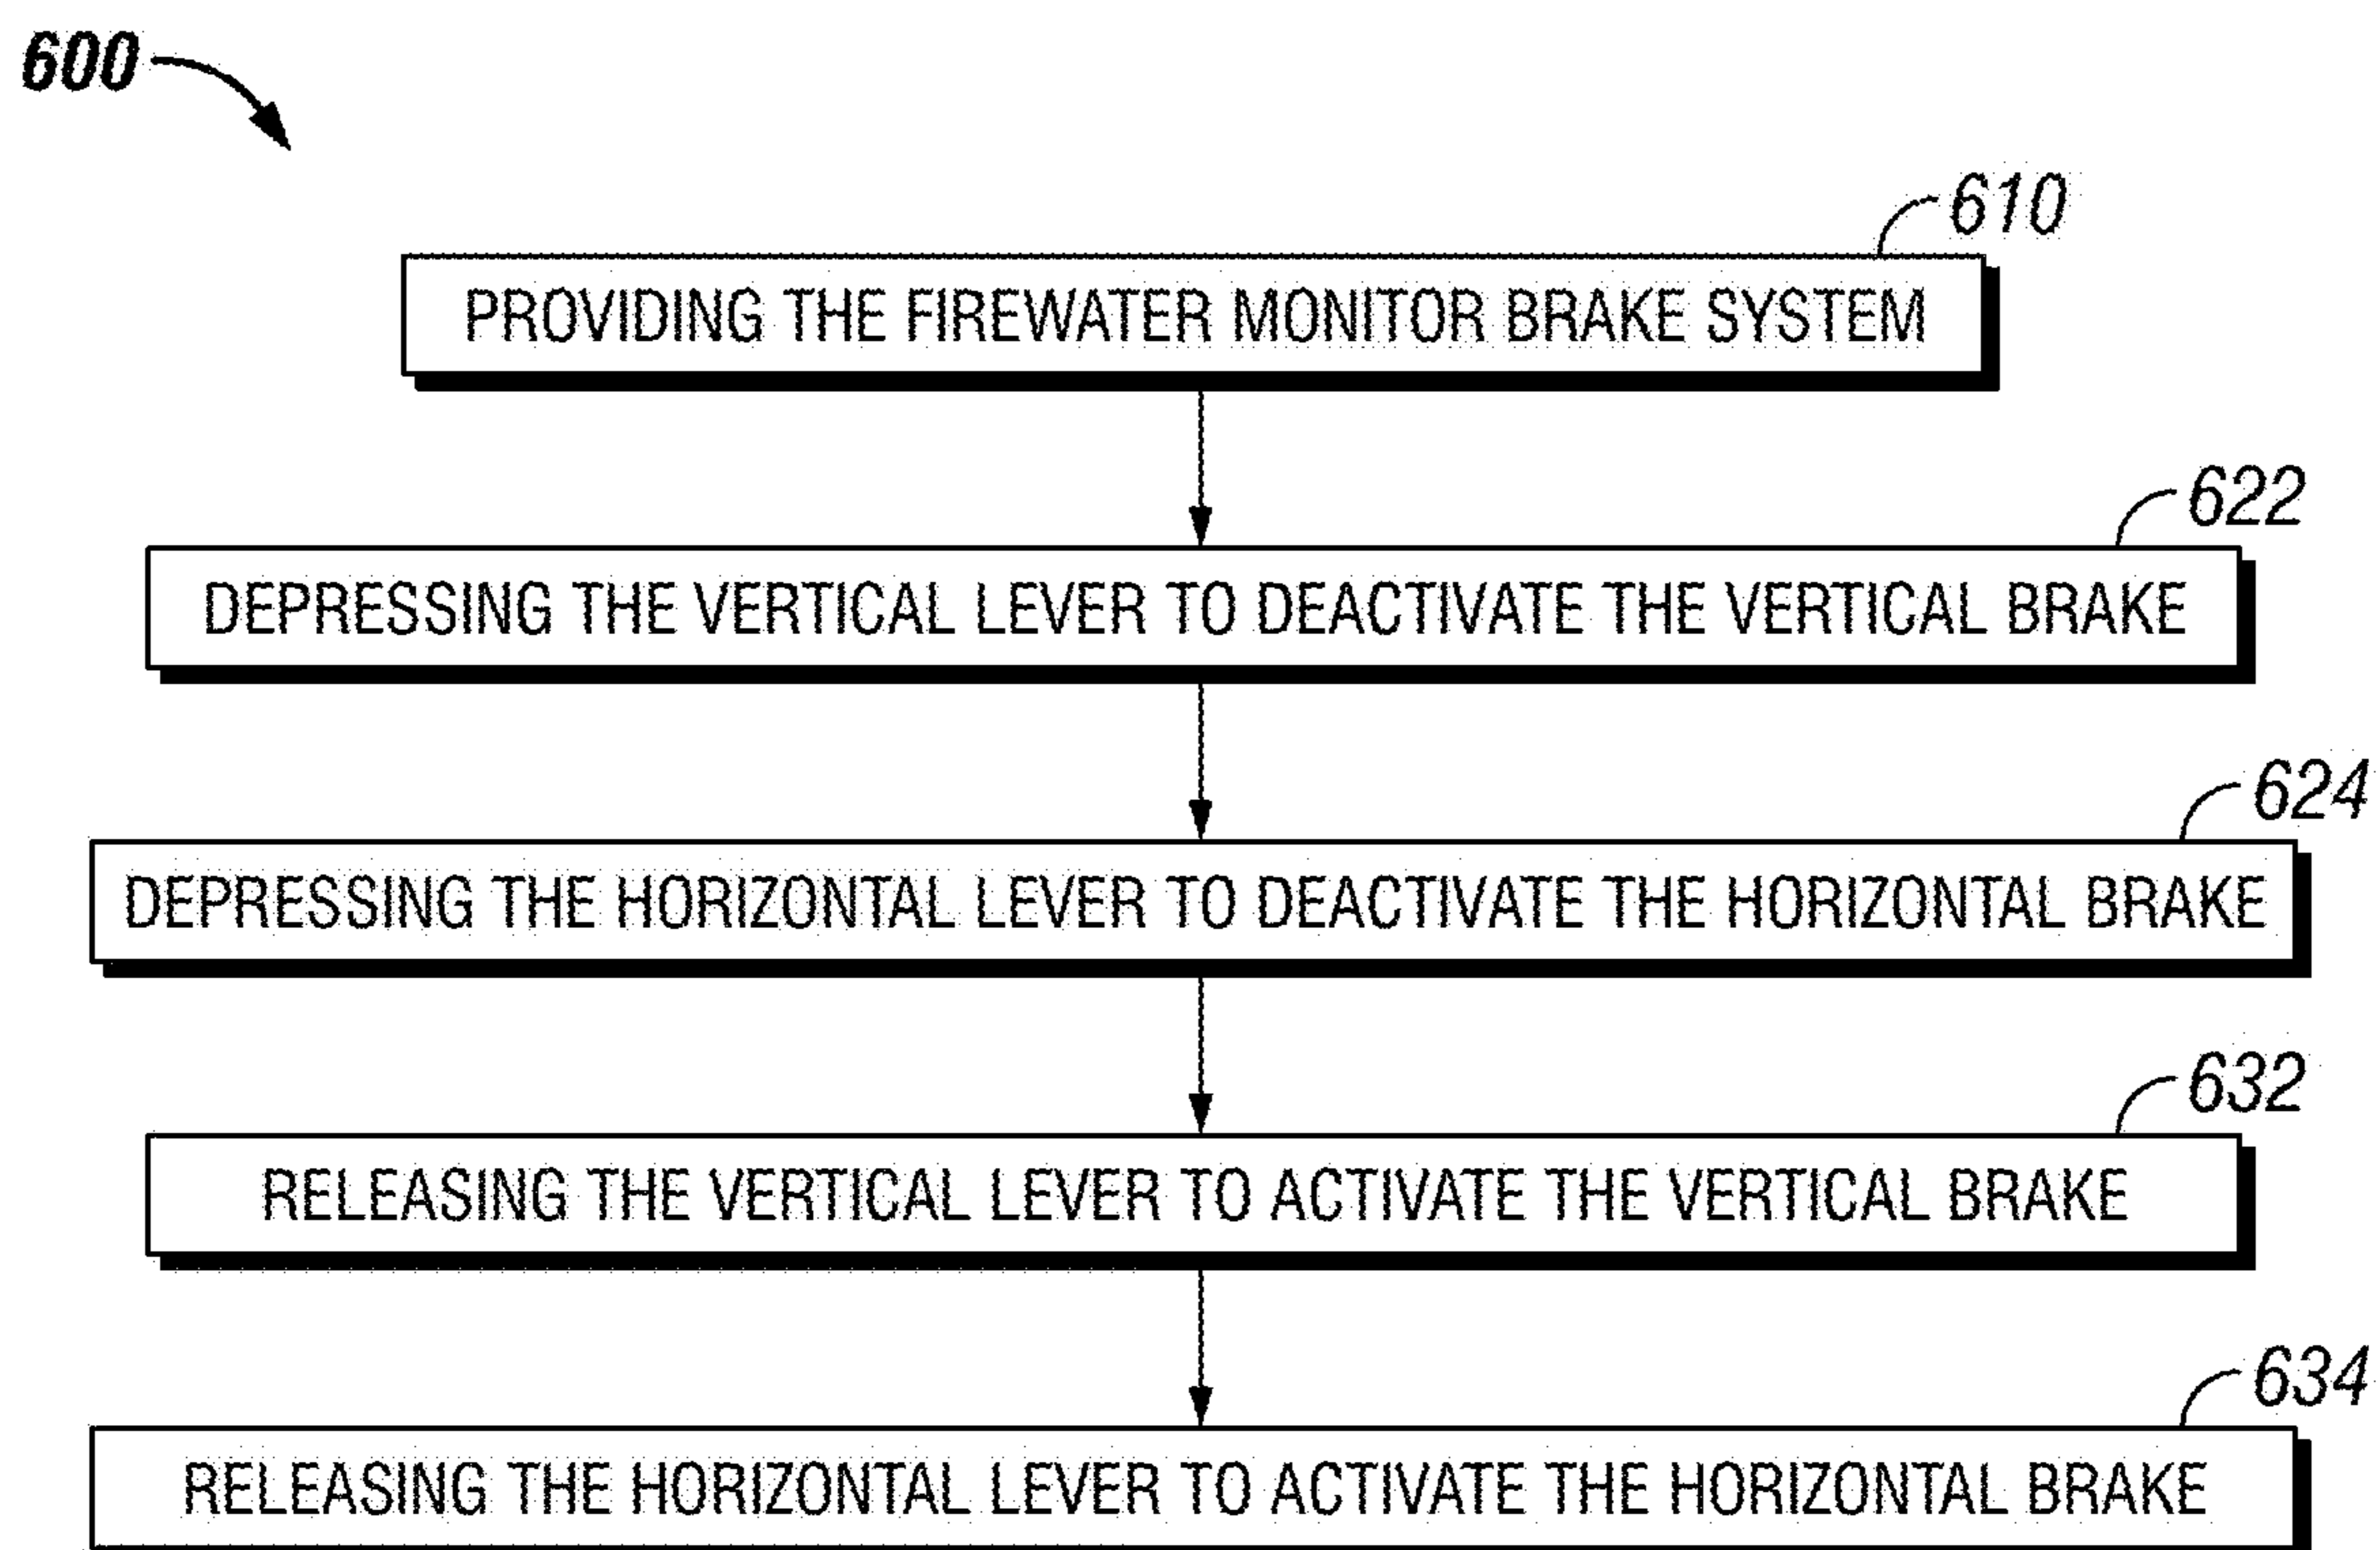 600
610
PROVIDING THE FIREWATER MONITOR BRAKE SYSTEM
622
DEPRESSING THE VERTICAL LEVER TO DEACTIVATE THE VERTICAL BRAKE
624
DEPRESSING THE HORIZONTAL LEVER TO DEACTIVATE THE HORIZONTAL BRAKE
632
RELEASING THE VERTICAL LEVER TO ACTIVATE THE VERTICAL BRAKE
634
RELEASING THE HORIZONTAL LEVER TO ACTIVATE THE HORIZONTAL BRAKE